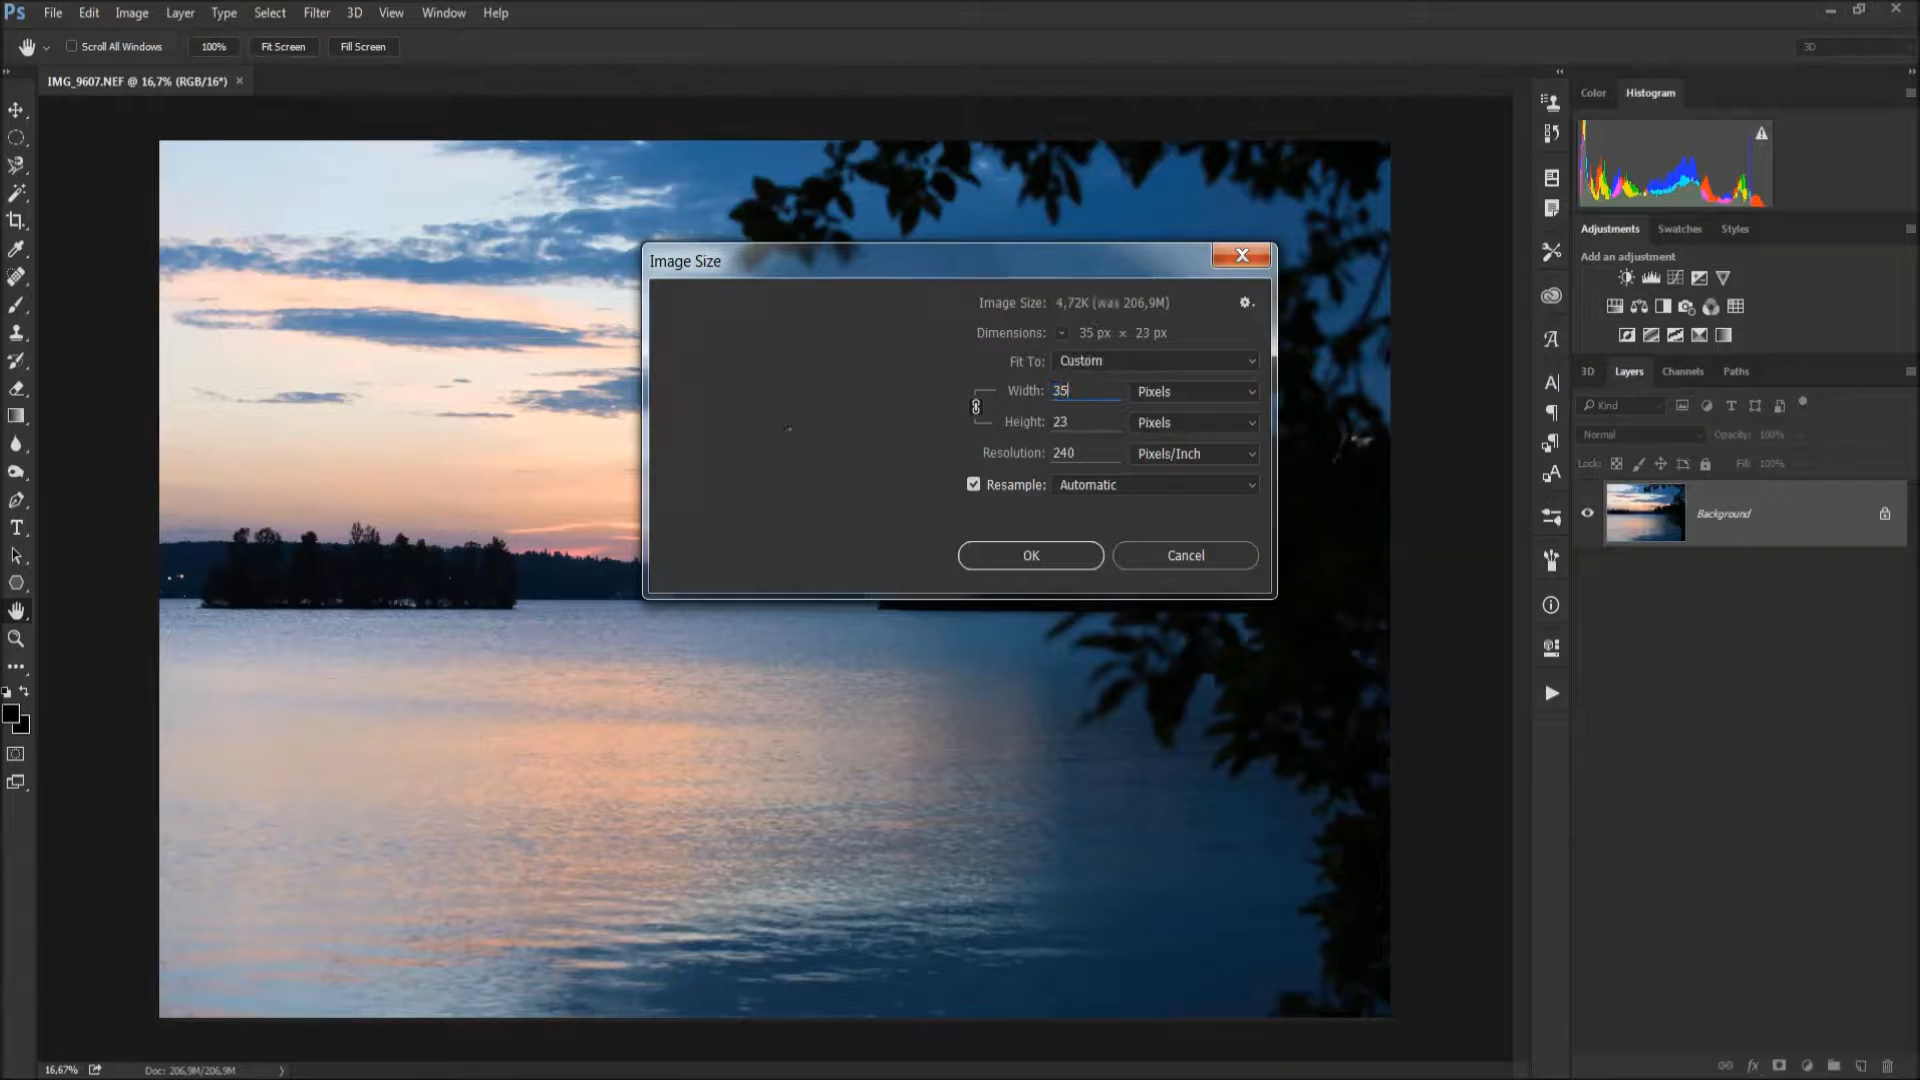 Ps File Edit Image Layer Type Select Filter 3D View Window Help
Scroll All Windows 100% Fit Screen Fill Screen 3D
IMG_9607.NEF @ 16,7% (RGB/16*) ×
Color Histogram
Adjustments Swatches Styles
Add an adjustment
3D Layers Channels Paths
Kind
Normal Opacity: 100%
Lock: Fill: 100%
Background
Image Size
Image Size: 4,72K (was 206,9M)
Dimensions: 35 px × 23 px
Fit To: Custom
Width: 35 Pixels
Height: 23 Pixels
Resolution: 240 Pixels/Inch
Resample: Automatic
OK Cancel
16,67% Doc: 206,9M/206,9M